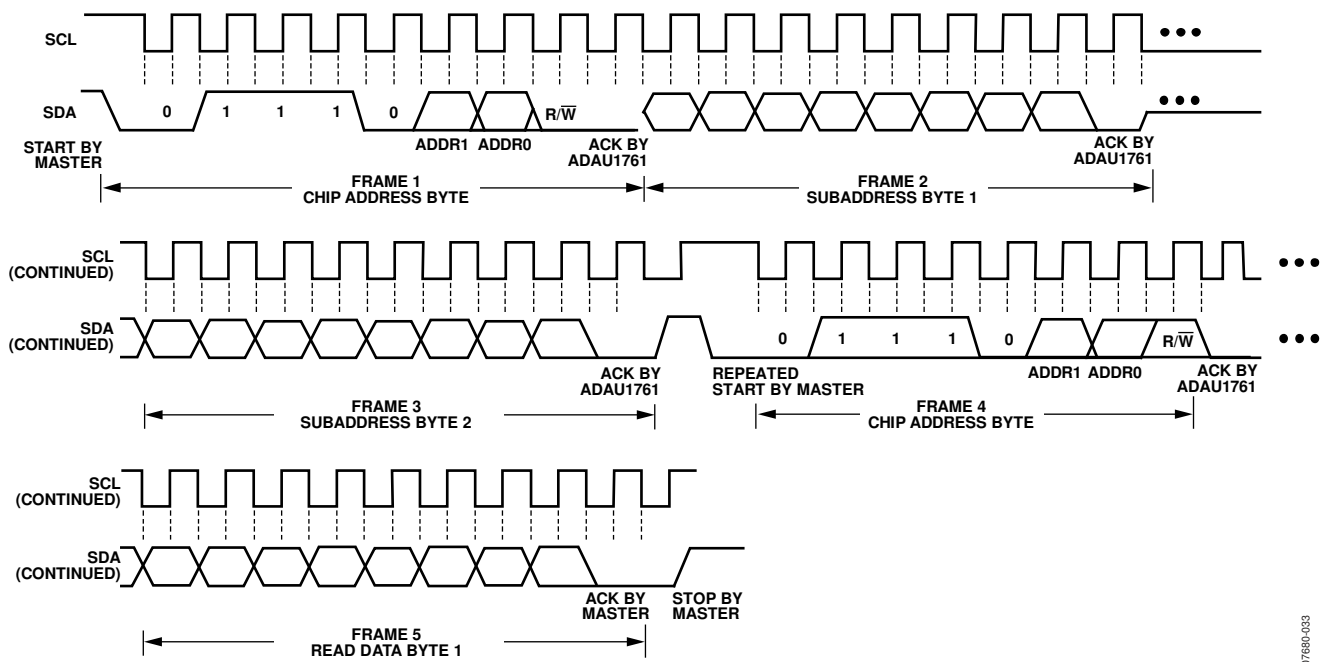 SCL
SDA
0 1 1 1 0
R/W̅
START BY
MASTER
ADDR1 ADDR0
ACK BY
ADAU1761
ACK BY
ADAU1761
FRAME 1
CHIP ADDRESS BYTE
FRAME 2
SUBADDRESS BYTE 1
SCL
(CONTINUED)
SDA
(CONTINUED)
0 1 1 1 0
R/W̅
ACK BY
ADAU1761
REPEATED
START BY MASTER
ADDR1 ADDR0
ACK BY
ADAU1761
FRAME 3
SUBADDRESS BYTE 2
FRAME 4
CHIP ADDRESS BYTE
SCL
(CONTINUED)
SDA
(CONTINUED)
ACK BY
MASTER
STOP BY
MASTER
FRAME 5
READ DATA BYTE 1
07680-033